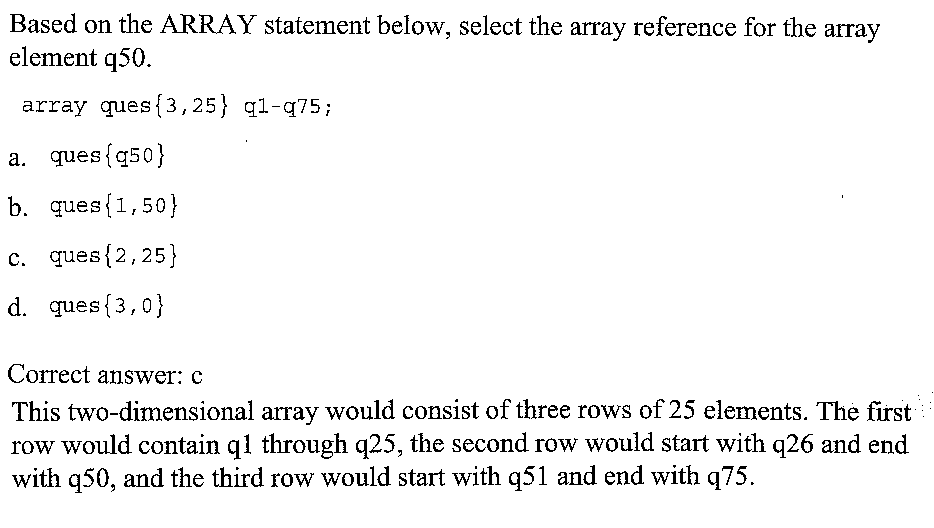 Based on the ARRAY statement below, select the array reference for the array
element q50.
array ques{3,25} q1-q75;
a. ques{q50}
b. ques{1,50}
c. ques{2,25}
d. ques{3,0}
Correct answer: c
This two-dimensional array would consist of three rows of 25 elements. The first
row would contain q1 through q25, the second row would start with q26 and end
with q50, and the third row would start with q51 and end with q75.